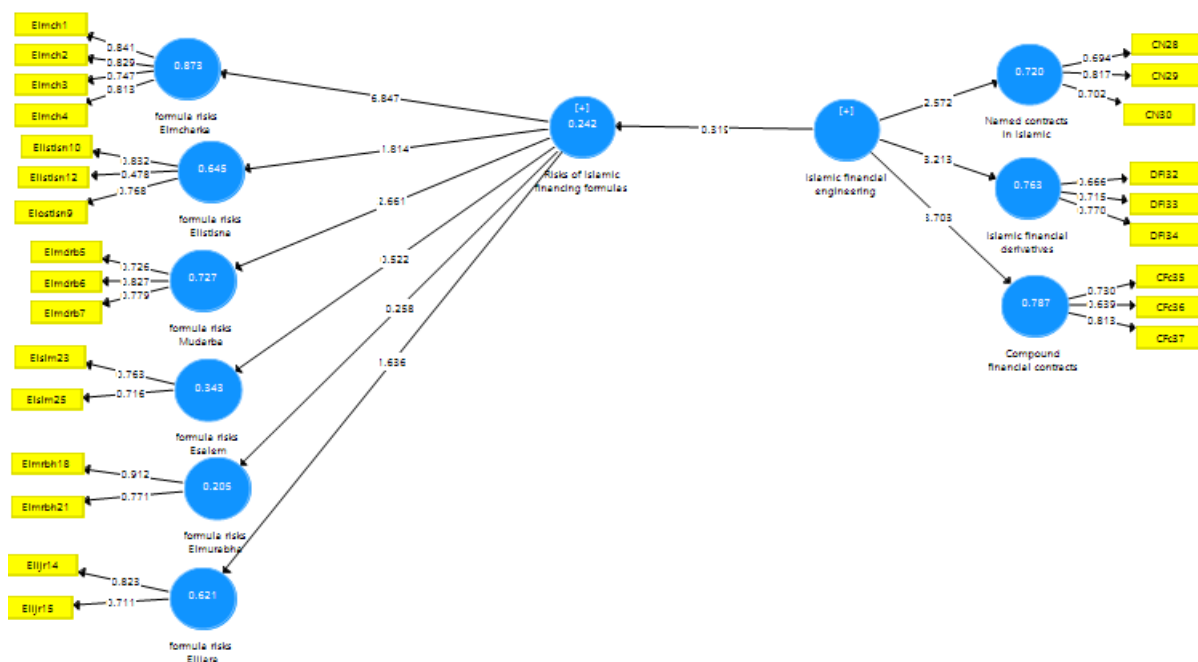 Elmch1
Elmch2
Elmch3
Elmch4
0.841
0.829
0.747
0.813
0.873
formula risks
Elmcharka
Elistisn10
Elistisn12
Elostisn9
0.832
0.478
0.768
0.645
formula risks
Elistisna
Elmdrb5
Elmdrb6
Elmdrb7
0.726
0.827
0.779
0.727
formula risks
Mudarba
Elslm23
Elslm25
0.763
0.716
0.343
formula risks
Esalem
Elmrbh18
Elmrbh21
0.912
0.771
0.205
formula risks
Elmurabha
Elijr14
Elijr15
0.823
0.711
0.621
formula risks
Elijara
6.847
1.814
2.661
0.522
0.258
1.636
[+]
0.242
Risks of Islamic
financing formules
0.315
[+]
Islamic financial
engineering
2.572
3.213
3.703
0.720
Named contracts
in Islamic
0.694
0.817
0.702
CN28
CN29
CN30
0.763
Islamic financial
derivatives
0.666
0.715
0.770
DFI32
DFI33
DFI34
0.787
Compound
financial contracts
0.730
0.639
0.813
CFc35
CFc36
CFc37